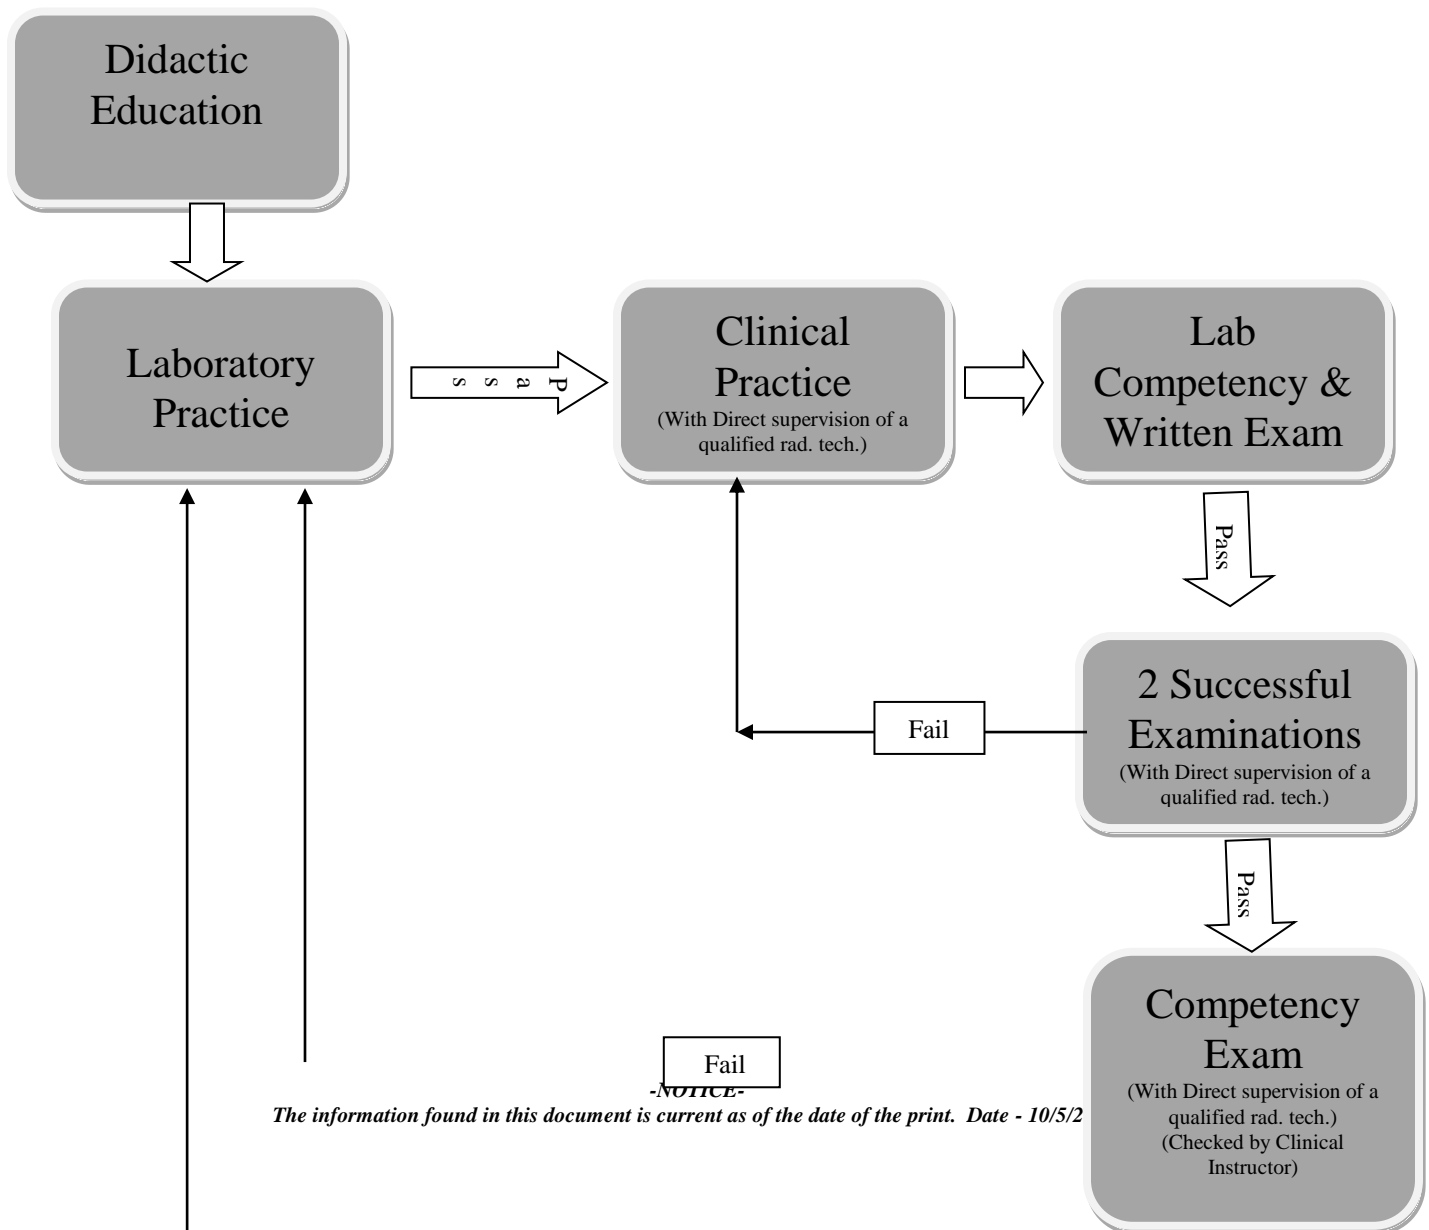 Didactic
Education
Laboratory
Practice
Pass
Clinical
Practice
(With Direct supervision of a
qualified rad. tech.)
Lab
Competency &
Written Exam
Pass
2 Successful
Examinations
(With Direct supervision of a
qualified rad. tech.)
Fail
Pass
Competency
Exam
(With Direct supervision of a
qualified rad. tech.)
(Checked by Clinical
Instructor)
Fail
-NOTICE-
The information found in this document is current as of the date of the print. Date - 10/5/2